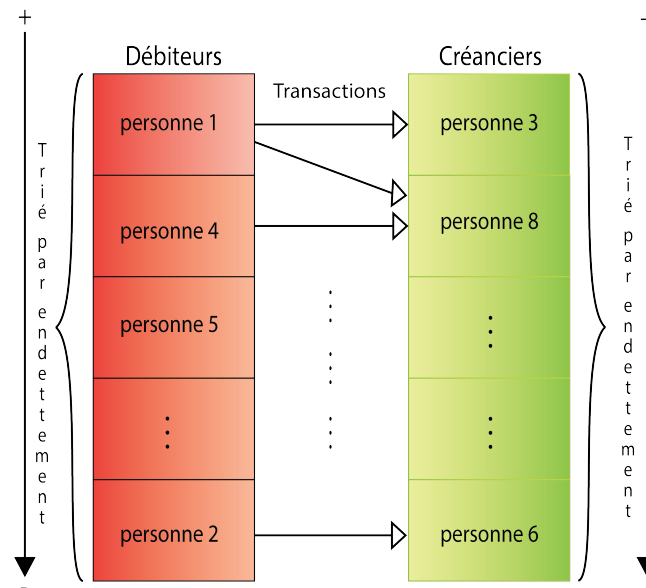 +
Débiteurs
Créanciers
Transactions
Trié par endettement
personne 1
personne 4
personne 5
personne 2
personne 3
personne 8
personne 6
Trié par endettement